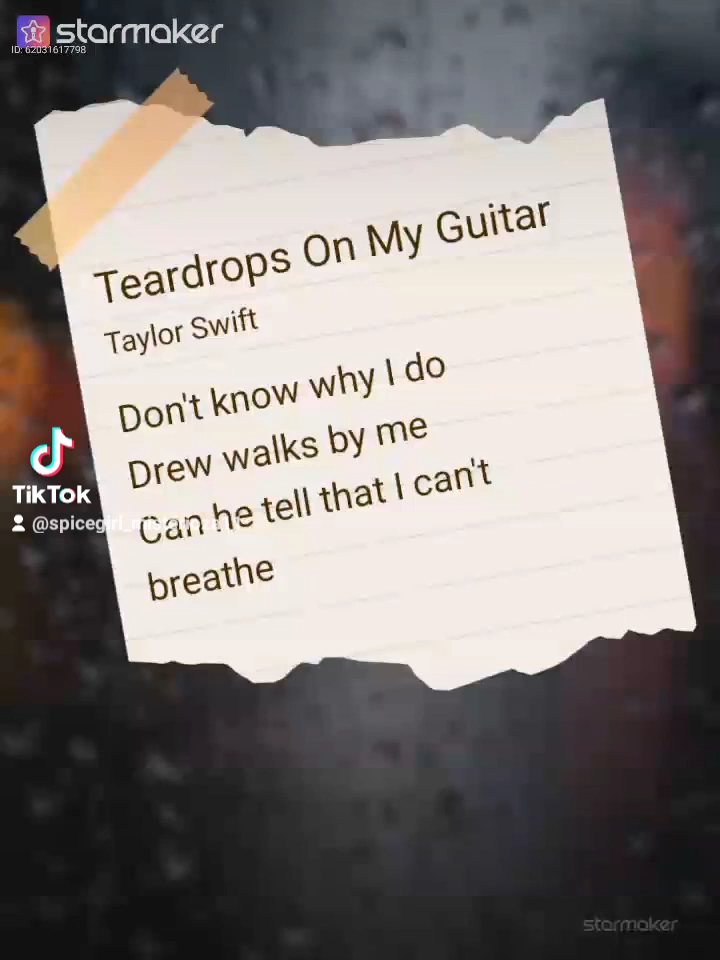 starmaker
ID: 62031617798
Teardrops On My Guitar
Taylor Swift
Don't know why I do
Drew walks by me
Can he tell that I can't
breathe
TikTok
starmaker